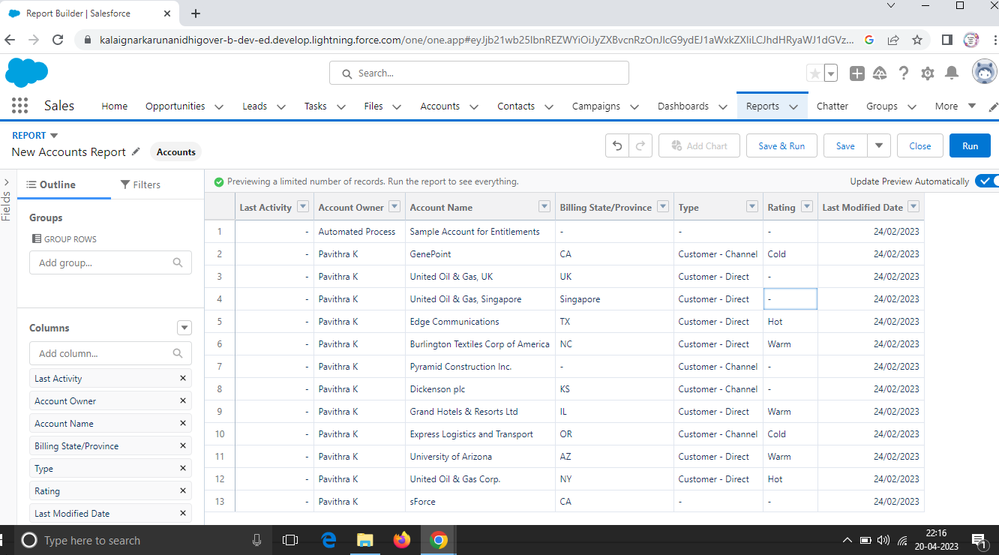 Report Builder | Salesforce
kalaignarkarunanidhigover-b-dev-ed.develop.lightning.force.com/one/one.app#eyJjb21wb25lbnREZWYiOiJyZXBvcnRzOnJlcG9ydEJ1aWxkZXIiLCJhdHRyaWJ1dGVz...
Search...
Sales Home Opportunities Leads Tasks Files Accounts Contacts Campaigns Dashboards Reports Chatter Groups More
REPORT
New Accounts Report Accounts
Add Chart Save & Run Save Close Run
Fields
Outline Filters
Previewing a limited number of records. Run the report to see everything. Update Preview Automatically
Groups
GROUP ROWS
Add group...
Columns
Add column...
Last Activity
Account Owner
Account Name
Billing State/Province
Type
Rating
Last Modified Date
Last Activity Account Owner Account Name Billing State/Province Type Rating Last Modified Date
1 - Automated Process Sample Account for Entitlements - - - 24/02/2023
2 - Pavithra K GenePoint CA Customer - Channel Cold 24/02/2023
3 - Pavithra K United Oil & Gas, UK UK Customer - Direct - 24/02/2023
4 - Pavithra K United Oil & Gas, Singapore Singapore Customer - Direct - 24/02/2023
5 - Pavithra K Edge Communications TX Customer - Direct Hot 24/02/2023
6 - Pavithra K Burlington Textiles Corp of America NC Customer - Direct Warm 24/02/2023
7 - Pavithra K Pyramid Construction Inc. - Customer - Channel - 24/02/2023
8 - Pavithra K Dickenson plc KS Customer - Channel - 24/02/2023
9 - Pavithra K Grand Hotels & Resorts Ltd IL Customer - Direct Warm 24/02/2023
10 - Pavithra K Express Logistics and Transport OR Customer - Channel Cold 24/02/2023
11 - Pavithra K University of Arizona AZ Customer - Direct Warm 24/02/2023
12 - Pavithra K United Oil & Gas Corp. NY Customer - Direct Hot 24/02/2023
13 - Pavithra K sForce CA - - 24/02/2023
Type here to search
22:16
20-04-2023
1